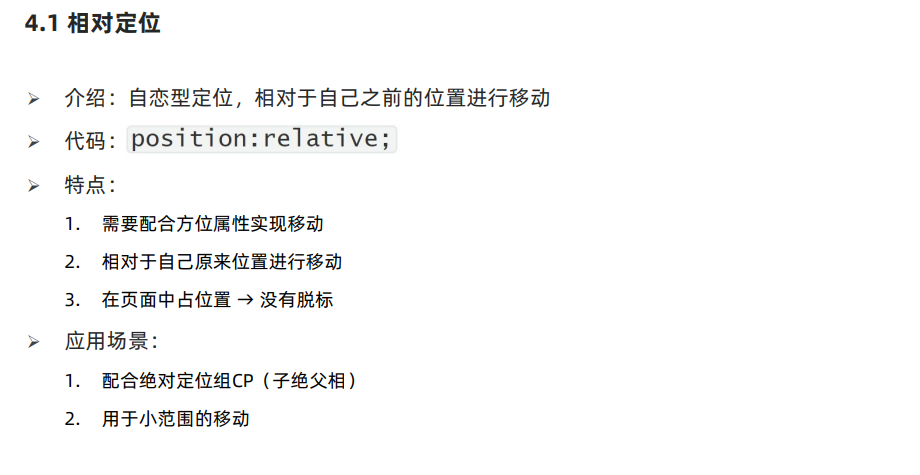 4.1 相对定位
➢ 介绍：自恋型定位，相对于自己之前的位置进行移动
➢ 代码：position:relative;
➢ 特点：
1. 需要配合方位属性实现移动
2. 相对于自己原来位置进行移动
3. 在页面中占位置 → 没有脱标
➢ 应用场景：
1. 配合绝对定位组CP（子绝父相）
2. 用于小范围的移动